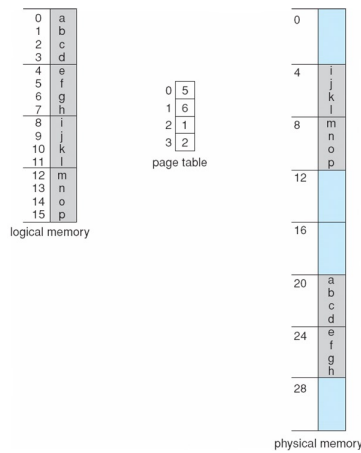 0 a
1 b
2 c
3 d
4 e
5 f
6 g
7 h
8 i
9 j
10 k
11 l
12 m
13 n
14 o
15 p
logical memory
0 5
1 6
2 1
3 2
page table
0
4 i
j
k
l
8 m
n
o
p
12
16
20 a
b
c
d
24 e
f
g
h
28
physical memory